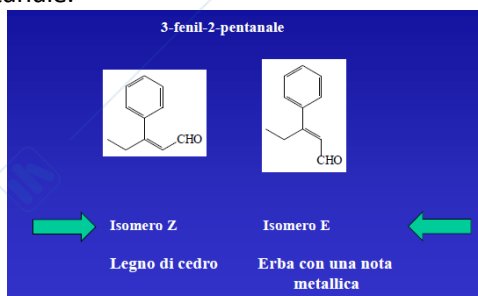 3-fenil-2-pentanale
CHO
CHO
Isomero Z
Isomero E
Legno di cedro
Erba con una nota
metallica